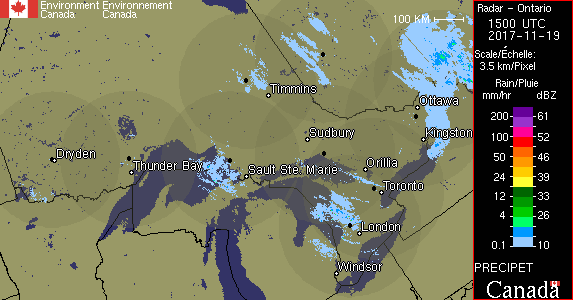 Environment Environnement
Canada Canada
100 KM
Timmins
Ottawa
Sudbury
Kingston
Dryden
Thunder Bay
Sault Ste. Marie
Orillia
Toronto
London
Windsor
Radar - Ontario
1500 UTC
2017-11-19
Scale/Échelle:
3.5 km/Pixel
Rain/Pluie
mm/hr dBZ
200 61
100 52
50 46
24 39
12 33
4 26
0.1 10
PRECIPET
Canada